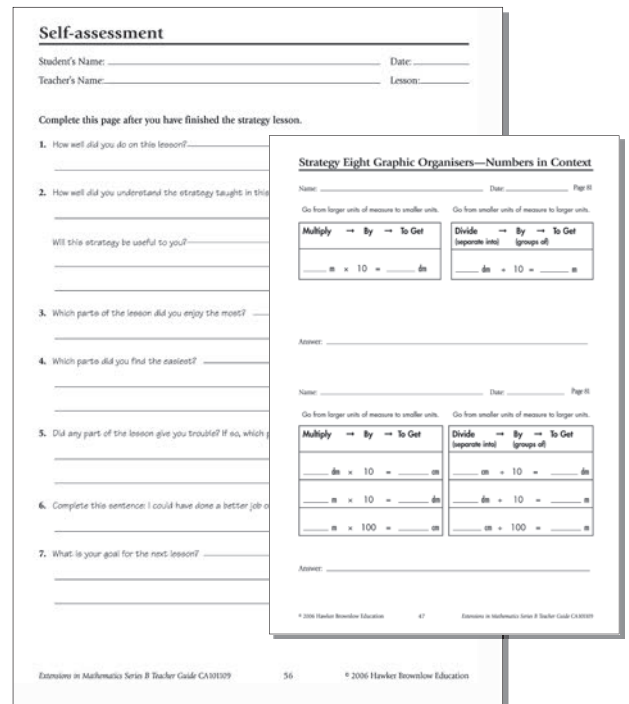 Self-assessment
Student's Name: Date:
Teacher's Name: Lesson:
Complete this page after you have finished the strategy lesson.
1. How well did you do on this lesson?
2. How well did you understand the strategy taught in this
Will this strategy be useful to you?
3. Which parts of the lesson did you enjoy the most?
4. Which parts did you find the easiest?
5. Did any part of the lesson give you trouble? If so, which p
6. Complete this sentence: I could have done a better job o
7. What is your goal for the next lesson?
Extensions in Mathematics Series B Teacher Guide CA101109 56 © 2006 Hawker Brownlow Education
Strategy Eight Graphic Organisers—Numbers in Context
Name: Date: Page 81
Go from larger units of measure to smaller units. Go from smaller units of measure to larger units.
Multiply → By → To Get Divide → By → To Get
(separate into) (groups of)
m × 10 = dm dm ÷ 10 = m
Answer:
Name: Date: Page 81
Go from larger units of measure to smaller units. Go from smaller units of measure to larger units.
Multiply → By → To Get Divide → By → To Get
(separate into) (groups of)
dm × 10 = cm cm ÷ 10 = dm
m × 10 = dm dm ÷ 10 = m
m × 100 = cm cm ÷ 100 = m
Answer:
© 2006 Hawker Brownlow Education 47 Extensions in Mathematics Series B Teacher Guide CA101109